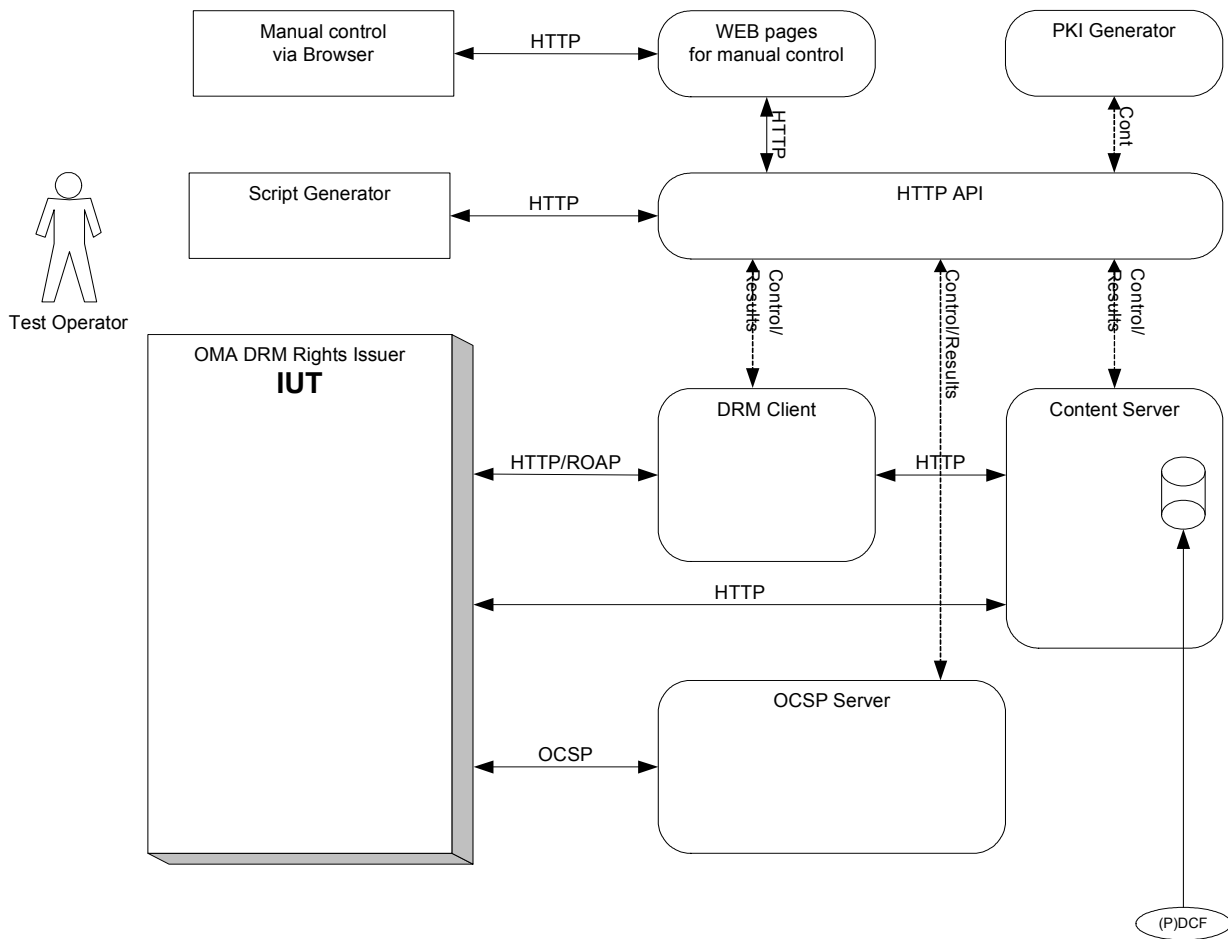 Manual control
via Browser
HTTP
WEB pages
for manual control
PKI Generator
HTTP
Cont
Script Generator
HTTP
HTTP API
Test Operator
Control/
Results
Control/Results
Control/
Results
OMA DRM Rights Issuer
IUT
DRM Client
Content Server
HTTP/ROAP
HTTP
HTTP
OCSP Server
OCSP
(P)DCF